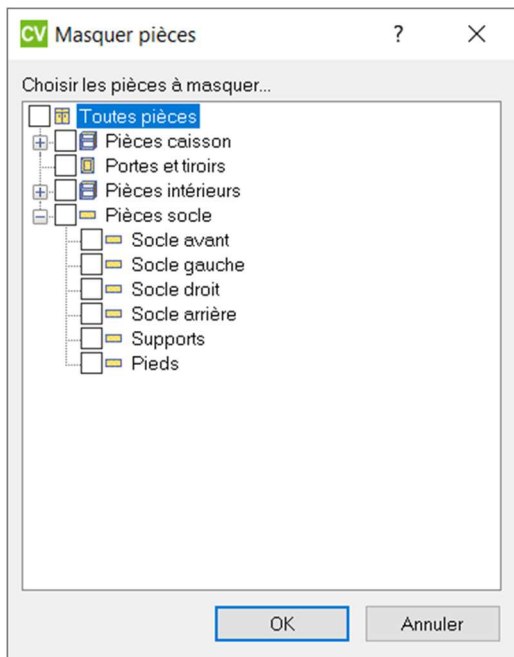 CV Masquer pièces ?
Choisir les pièces à masquer...
Toutes pièces
Pièces caisson
Portes et tiroirs
Pièces intérieurs
Pièces socle
Socle avant
Socle gauche
Socle droit
Socle arrière
Supports
Pieds
OK Annuler